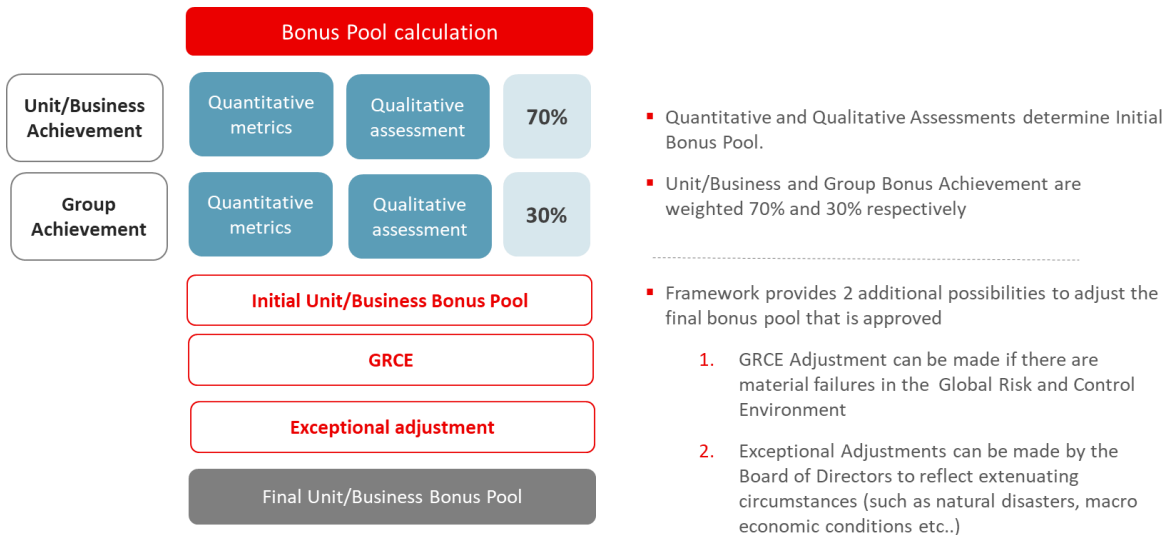 Bonus Pool calculation
Unit/Business
Achievement
Quantitative
metrics
Qualitative
assessment
70%
Group
Achievement
Quantitative
metrics
Qualitative
assessment
30%
Initial Unit/Business Bonus Pool
GRCE
Exceptional adjustment
Final Unit/Business Bonus Pool
▪ Quantitative and Qualitative Assessments determine Initial
Bonus Pool.
▪ Unit/Business and Group Bonus Achievement are
weighted 70% and 30% respectively
▪ Framework provides 2 additional possibilities to adjust the
final bonus pool that is approved
1. GRCE Adjustment can be made if there are
material failures in the Global Risk and Control
Environment
2. Exceptional Adjustments can be made by the
Board of Directors to reflect extenuating
circumstances (such as natural disasters, macro
economic conditions etc..)